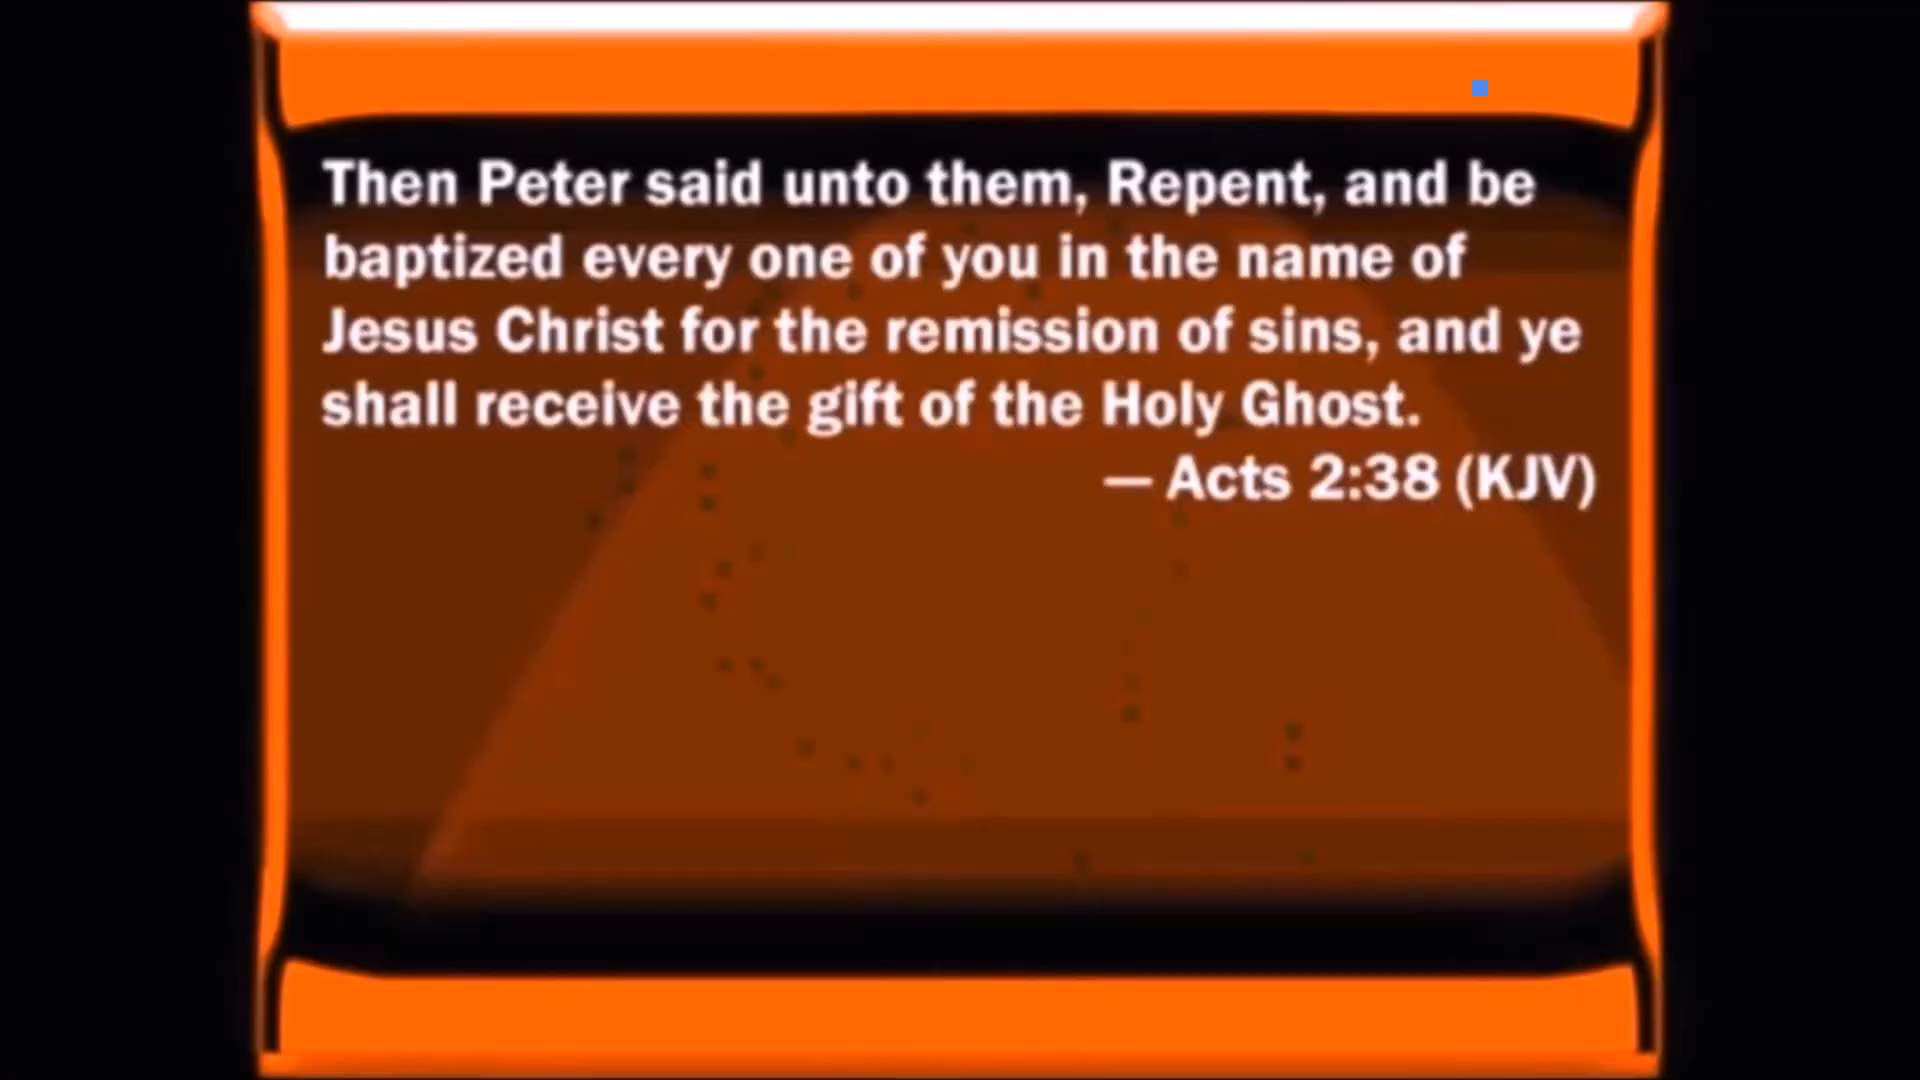 Then Peter said unto them, Repent, and be
baptized every one of you in the name of
Jesus Christ for the remission of sins, and ye
shall receive the gift of the Holy Ghost.
— Acts 2:38 (KJV)